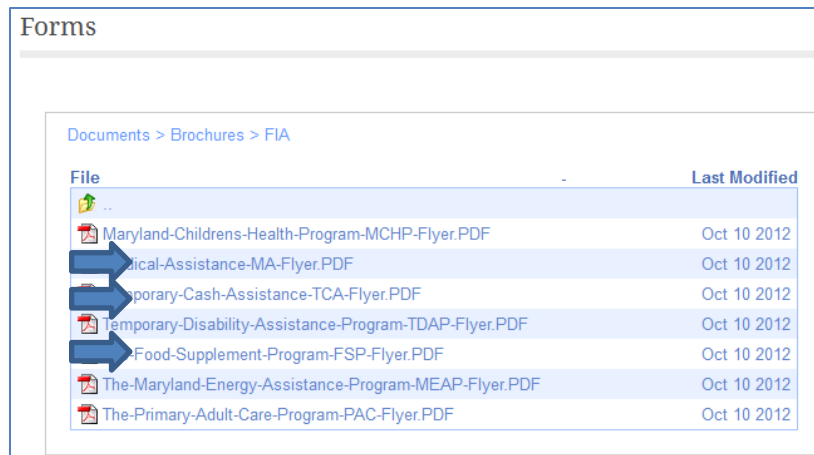 Forms
Documents > Brochures > FIA
File - Last Modified
..
Maryland-Childrens-Health-Program-MCHP-Flyer.PDF Oct 10 2012
dical-Assistance-MA-Flyer.PDF Oct 10 2012
porary-Cash-Assistance-TCA-Flyer.PDF Oct 10 2012
Temporary-Disability-Assistance-Program-TDAP-Flyer.PDF Oct 10 2012
-Food-Supplement-Program-FSP-Flyer.PDF Oct 10 2012
The-Maryland-Energy-Assistance-Program-MEAP-Flyer.PDF Oct 10 2012
The-Primary-Adult-Care-Program-PAC-Flyer.PDF Oct 10 2012